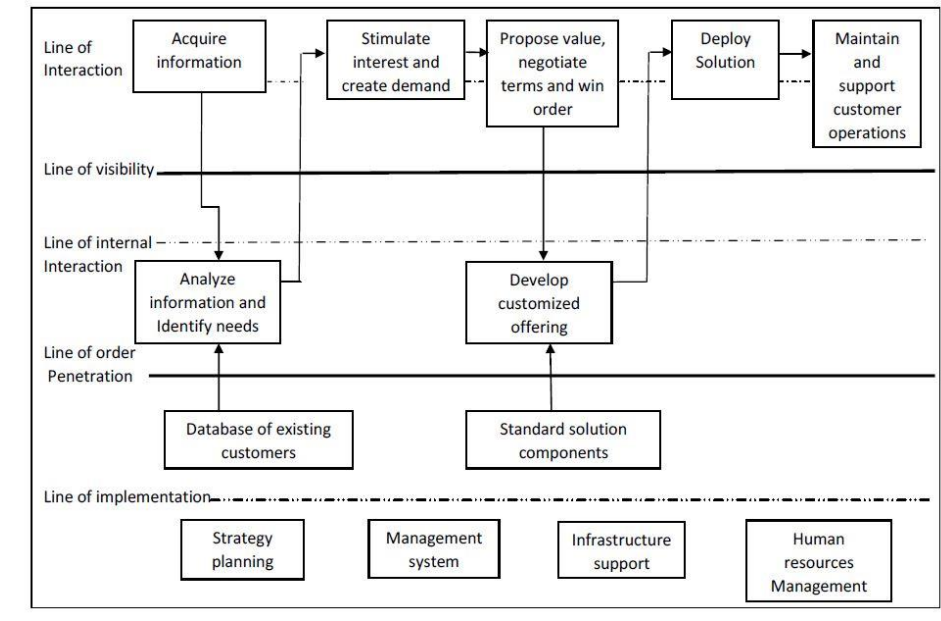 Line of
Interaction
Acquire
information
Stimulate
interest and
create demand
Propose value,
negotiate
terms and win
order
Deploy
Solution
Maintain
and
support
customer
operations
Line of visibility
Line of internal
Interaction
Analyze
information and
Identify needs
Develop
customized
offering
Line of order
Penetration
Database of existing
customers
Standard solution
components
Line of implementation
Strategy
planning
Management
system
Infrastructure
support
Human
resources
Management